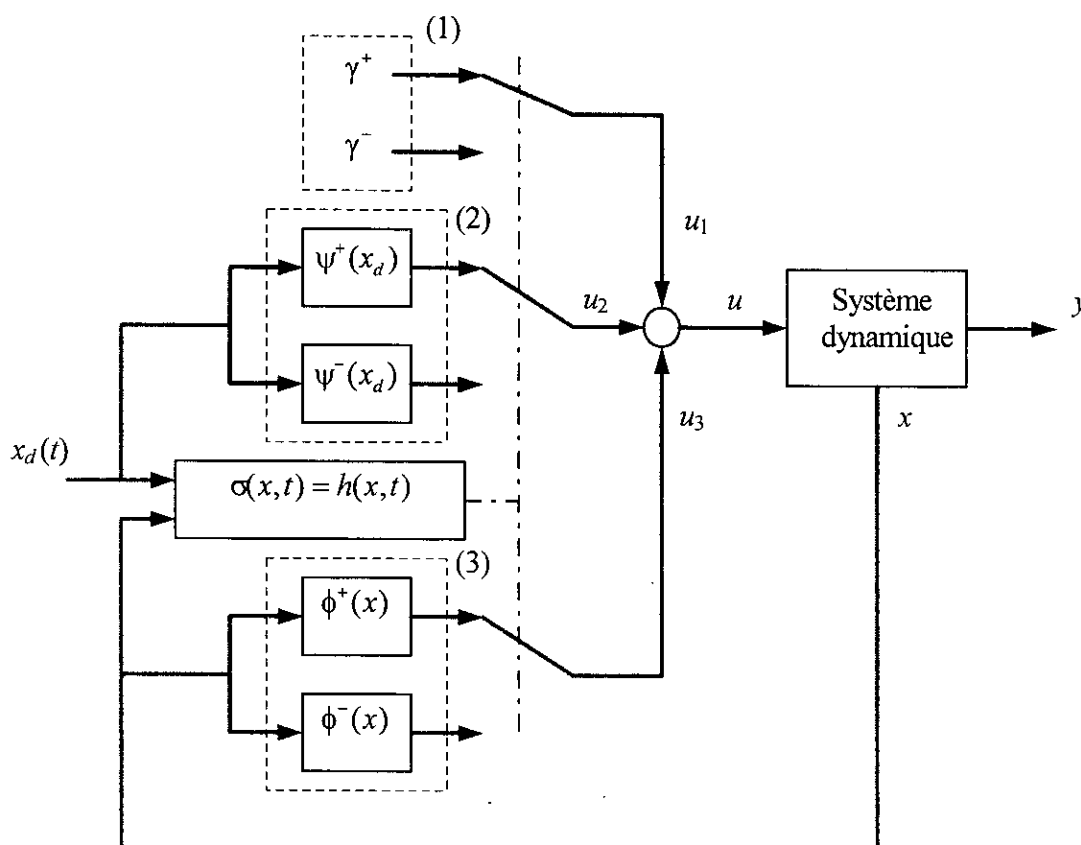 (1)
γ⁺
γ⁻
u₁
(2)
ψ⁺(x_d)
u₂
u
Système
dynamique
y
ψ⁻(x_d)
u₃
x
x_d(t)
σ(x,t) = h(x,t)
(3)
ϕ⁺(x)
ϕ⁻(x)